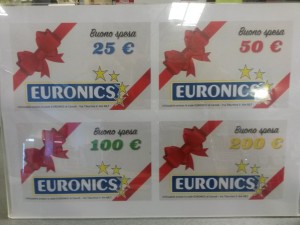 Buono spesa
25 €
EURONICS
Buono spesa
50 €
EURONICS
Buono spesa
100 €
EURONICS
Buono spesa
200 €
EURONICS